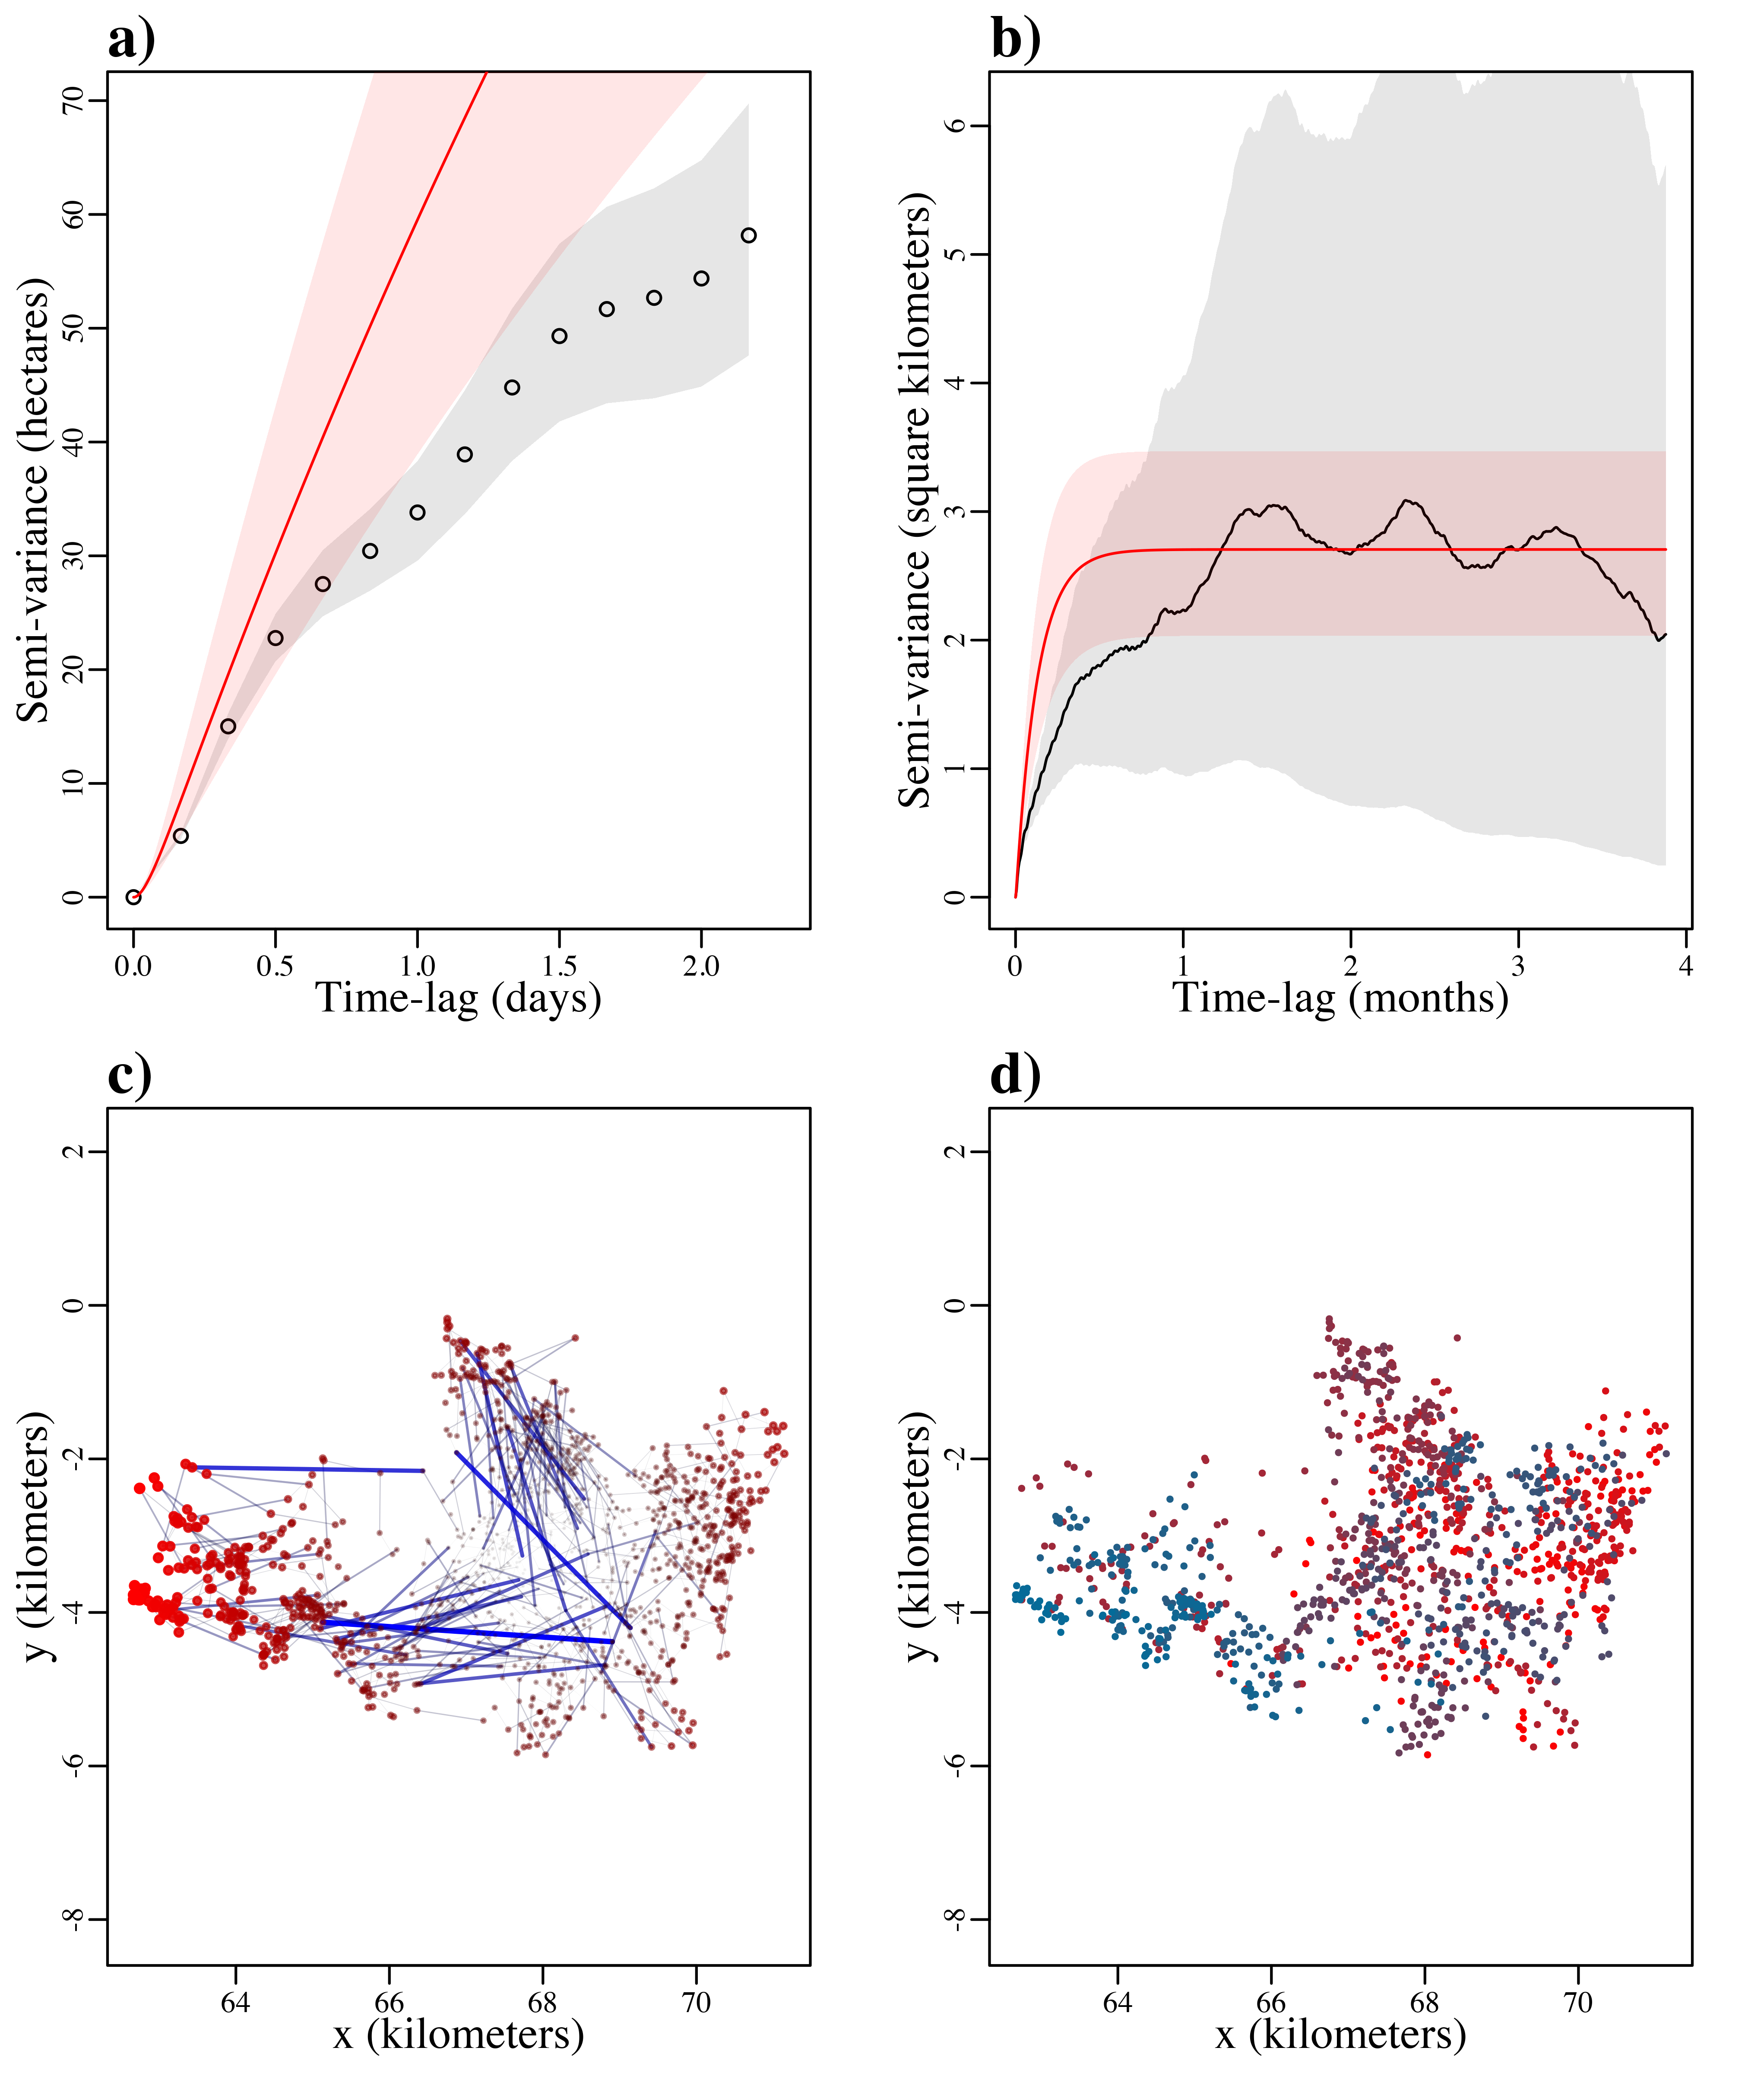 a)
70
60
50
40
30
20
10
0
Semi-variance (hectares)
0.0 0.5 1.0 1.5 2.0
Time-lag (days)
b)
6
5
4
3
2
1
0
Semi-variance (square kilometers)
0 1 2 3 4
Time-lag (months)
c)
2
0
-2
-4
-6
-8
y (kilometers)
64 66 68 70
x (kilometers)
d)
2
0
-2
-4
-6
-8
y (kilometers)
64 66 68 70
x (kilometers)